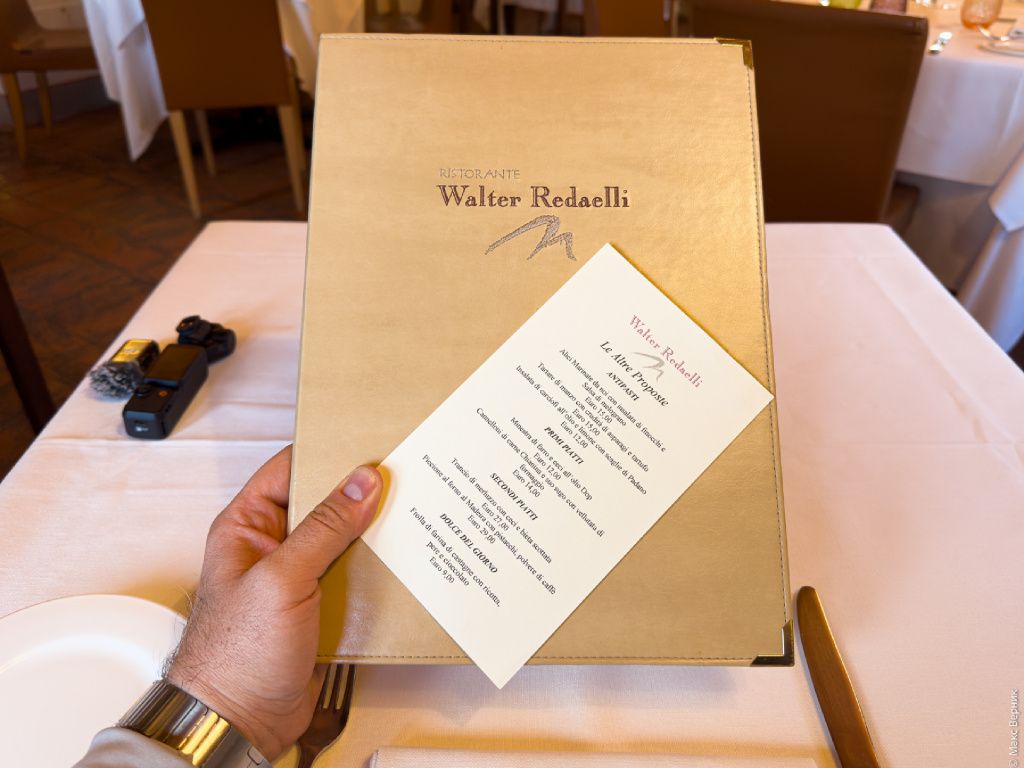 RISTORANTE
Walter Redaelli
Walter Redaelli
Le Altre Proposte
ANTIPASTI
Alici Marinate da noi con insalata di finocchi e
Salsa di melograno
Euro 15,00
Tartare di manzo con crudità di asparagi e tartufo
Euro 15,00
Insalata di carciofi all'olio e limone con scaglie di Padano
Euro 12,00
PRIMI PIATTI
Minestra di farro e ceci all'olio Dop
Euro 12,00
Cannelloni di carne Chianina e suo sugo con vellutata di
formaggio
Euro 14,00
SECONDI PIATTI
Trancio di merluzzo con ceci e bieta scottata
Euro 27,00
Piccione al forno al Madeira con pistacchi, polvere di caffè
Euro 29,00
DOLCE DEL GIORNO
Frolla di farina di castagne con ricotta,
pere e cioccolato
Euro 9,00
© Макс Верник